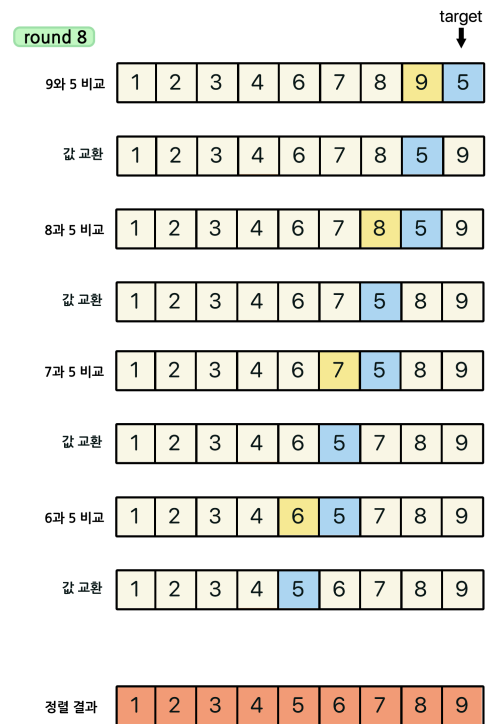 target
round 8
9와 5 비교 1 2 3 4 6 7 8 9 5
값 교환 1 2 3 4 6 7 8 5 9
8과 5 비교 1 2 3 4 6 7 8 5 9
값 교환 1 2 3 4 6 7 5 8 9
7과 5 비교 1 2 3 4 6 7 5 8 9
값 교환 1 2 3 4 6 5 7 8 9
6과 5 비교 1 2 3 4 6 5 7 8 9
값 교환 1 2 3 4 5 6 7 8 9
정렬 결과 1 2 3 4 5 6 7 8 9